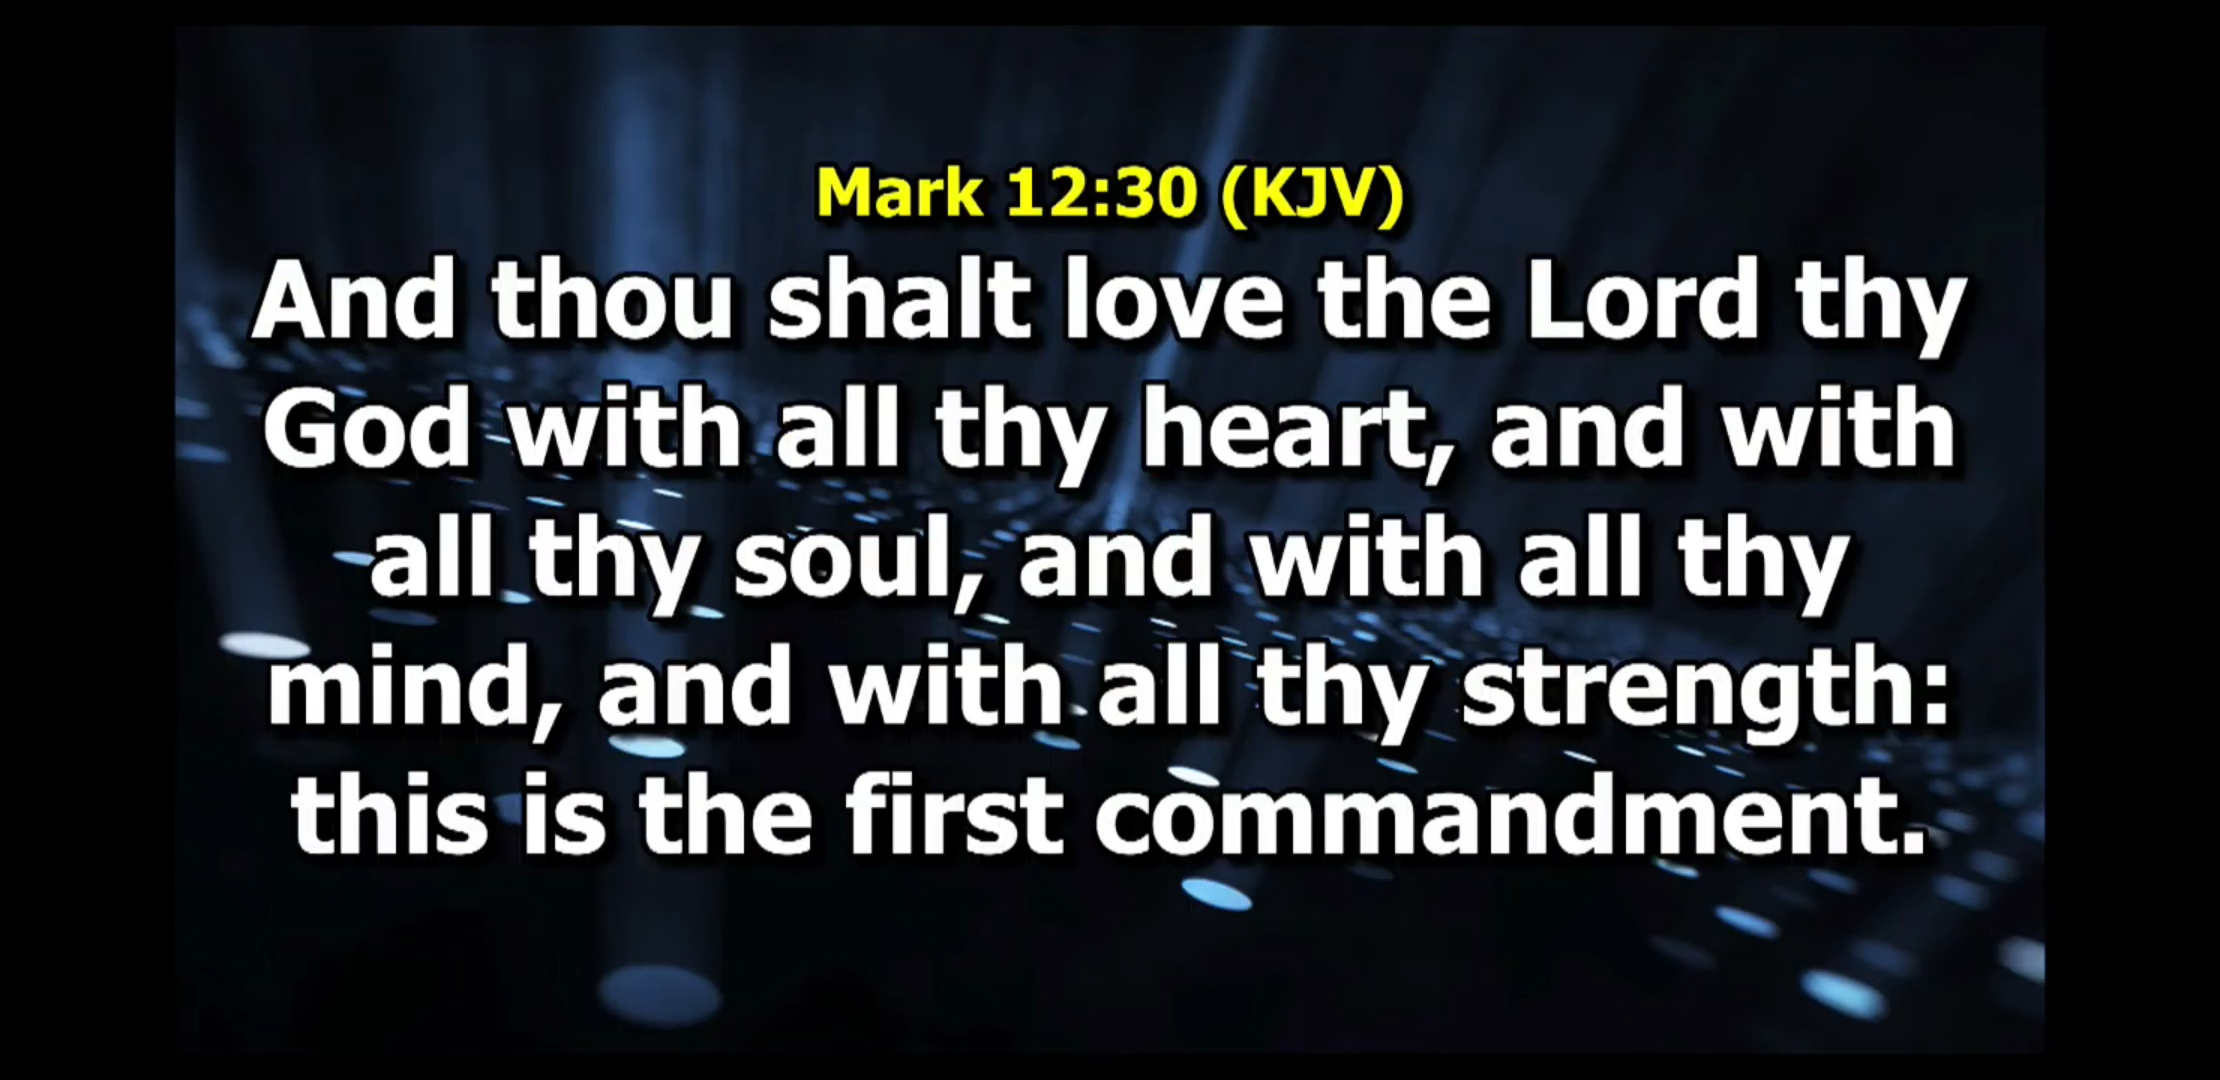 Mark 12:30 (KJV)
And thou shalt love the Lord thy
God with all thy heart, and with
all thy soul, and with all thy
mind, and with all thy strength:
this is the first commandment.